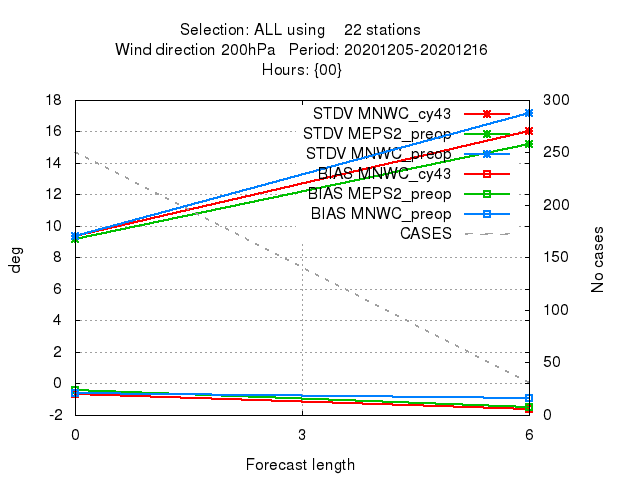 Selection: ALL using 22 stations
Wind direction 200hPa Period: 20201205-20201216
Hours: {00}
18
16
14
12
10
8
6
4
2
0
-2
300
250
200
150
100
50
0
STDV MNWC_cy43
STDV MEPS2_preop
STDV MNWC_preop
BIAS MNWC_cy43
BIAS MEPS2_preop
BIAS MNWC_preop
CASES
deg
No cases
0 3 6
Forecast length